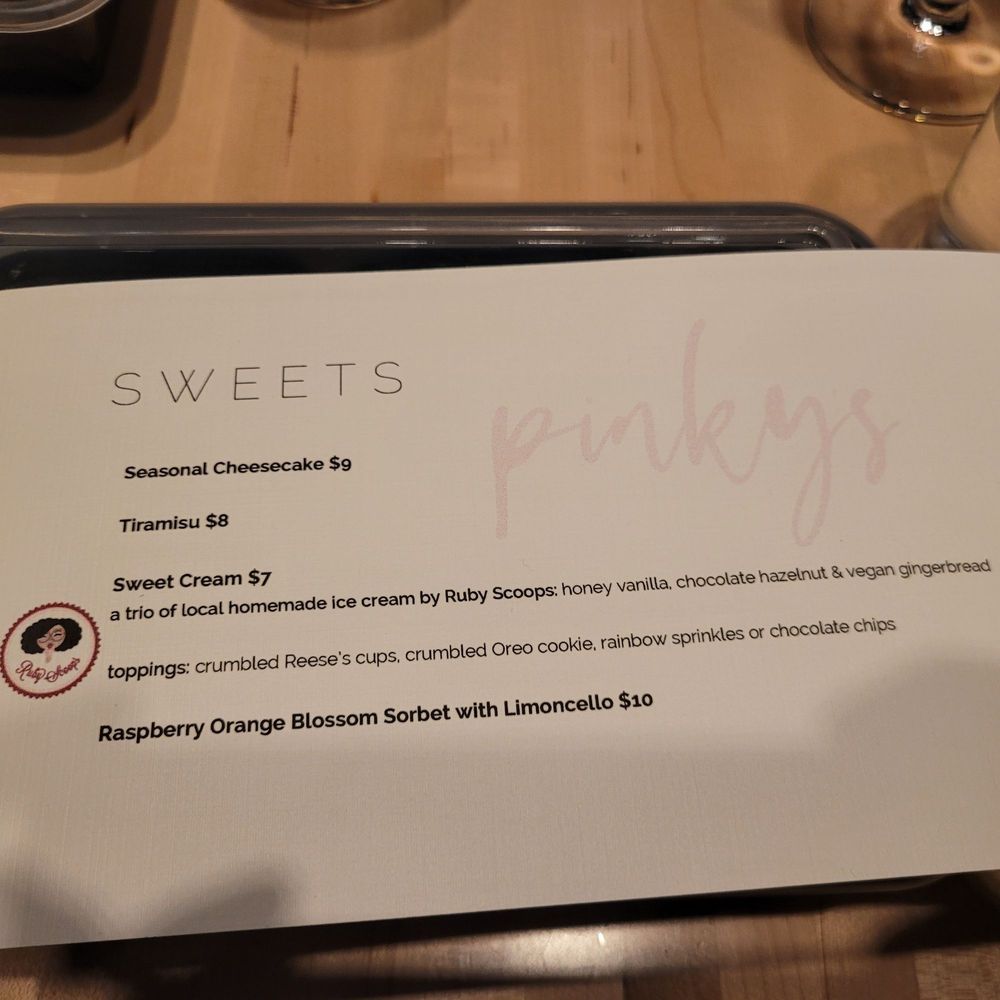 SWEETS
pinkys
Seasonal Cheesecake $9
Tiramisu $8
Sweet Cream $7
a trio of local homemade ice cream by Ruby Scoops: honey vanilla, chocolate hazelnut & vegan gingerbread
Ruby Scoops
toppings: crumbled Reese's cups, crumbled Oreo cookie, rainbow sprinkles or chocolate chips
Raspberry Orange Blossom Sorbet with Limoncello $10